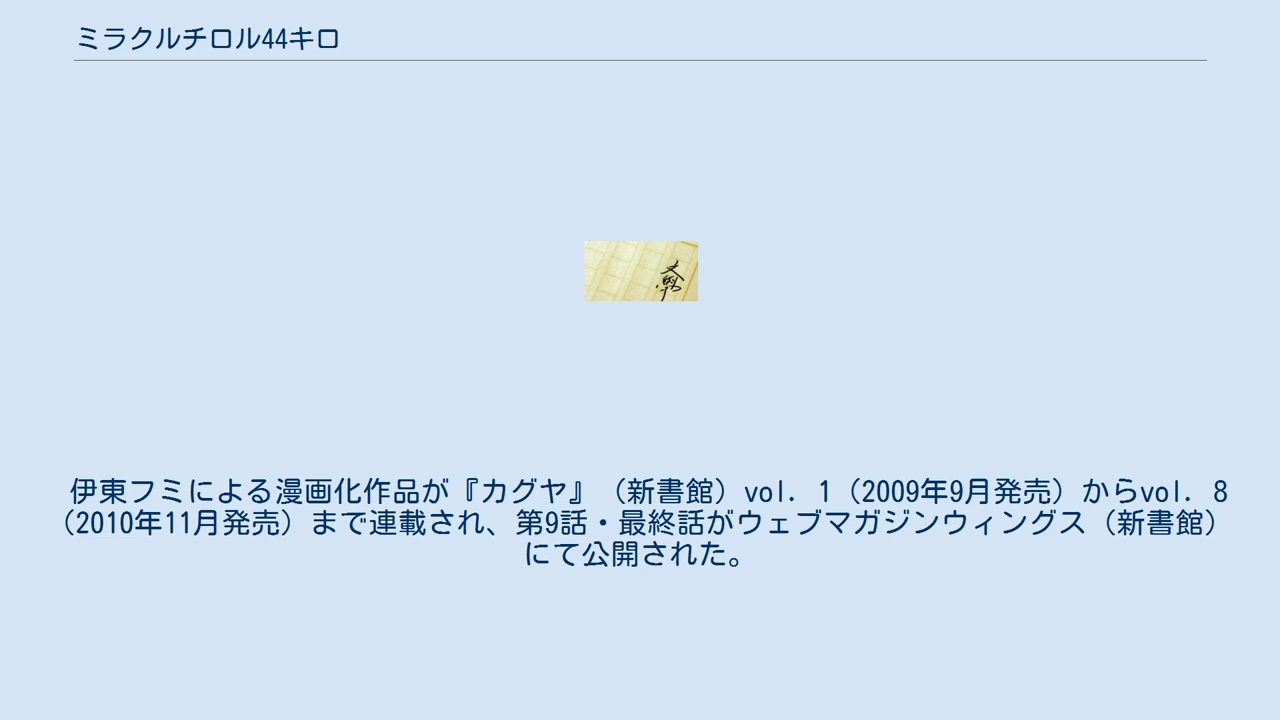 ミラクルチロル44キロ
伊東フミによる漫画化作品が『カグヤ』（新書館）vol. 1（2009年9月発売）からvol. 8
（2010年11月発売）まで連載され、第9話・最終話がウェブマガジンウィングス（新書館）
にて公開された。